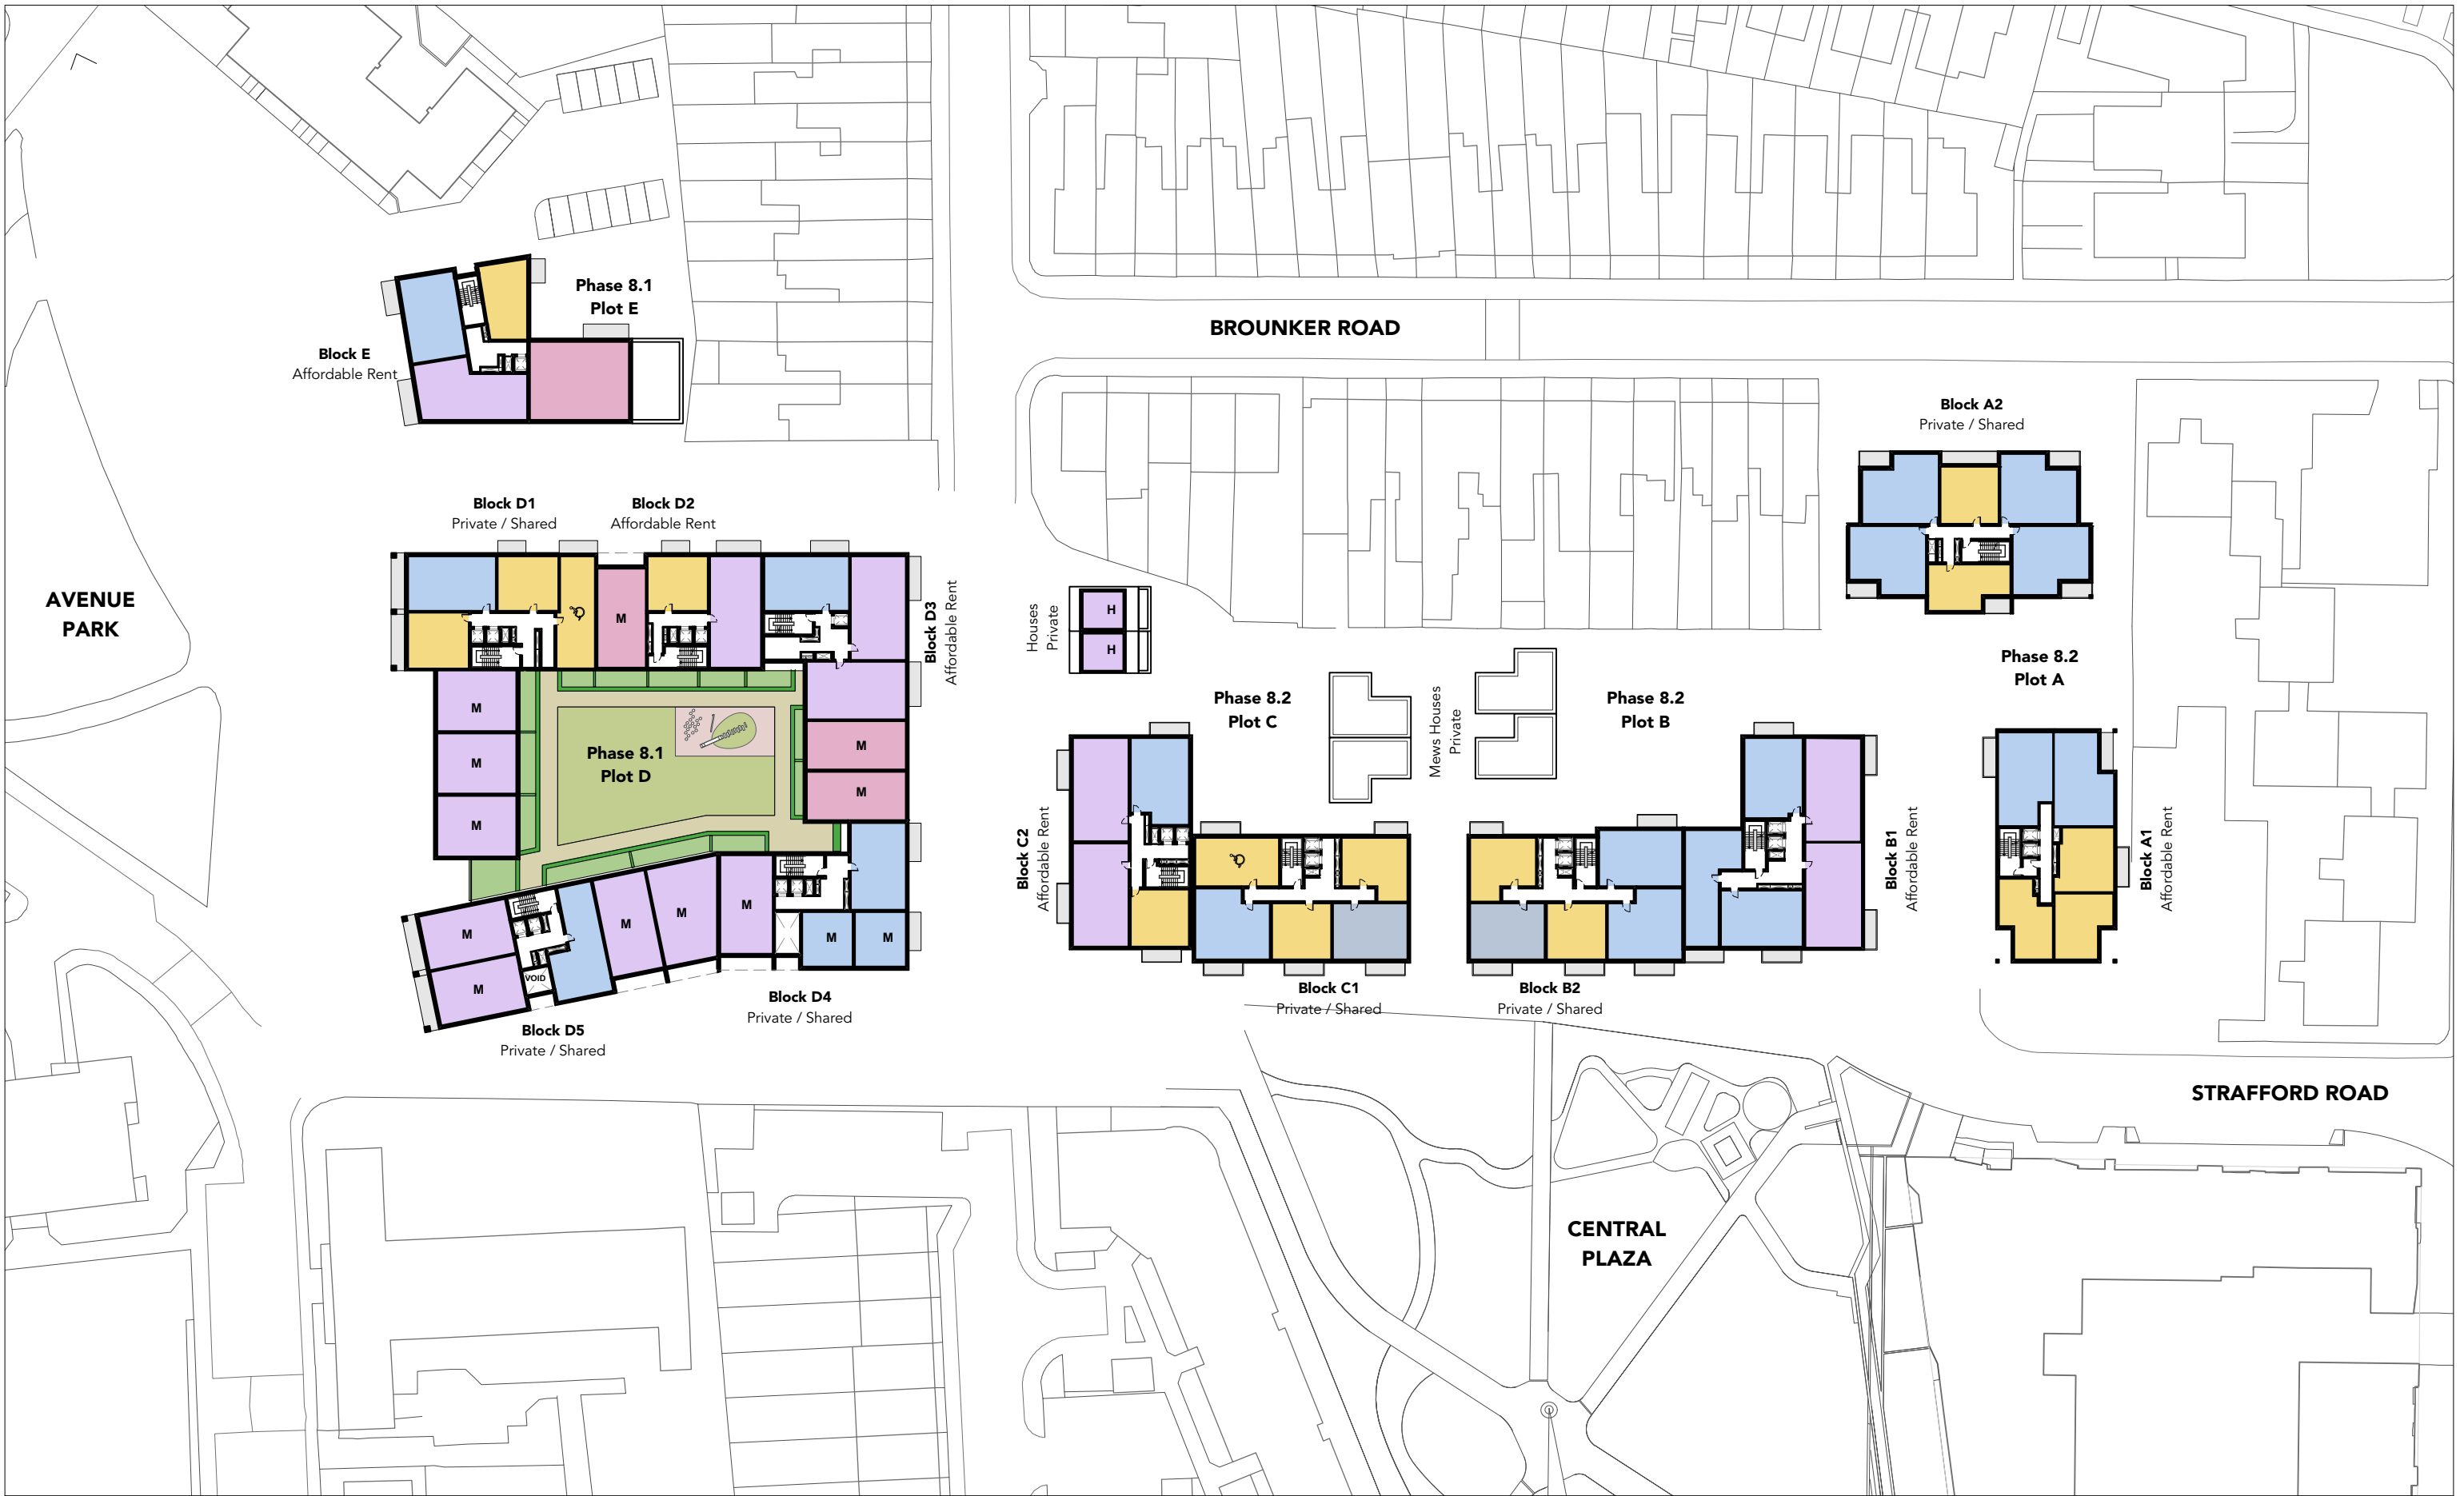 Phase 8.1
Plot E
Block E
Affordable Rent
BROUNKER ROAD
Block A2
Private / Shared
Block D1
Private / Shared
Block D2
Affordable Rent
AVENUE
PARK
M
Block D3
Affordable Rent
Houses
Private
H
H
Phase 8.2
Plot A
M
M
M
Phase 8.1
Plot D
M
M
Phase 8.2
Plot C
Mews Houses
Private
Phase 8.2
Plot B
Block C2
Affordable Rent
Block B1
Affordable Rent
Block A1
Affordable Rent
M
M
M
M
M
M
M
VOID
Block D4
Private / Shared
Block D5
Private / Shared
Block C1
Private / Shared
Block B2
Private / Shared
STRAFFORD ROAD
CENTRAL
PLAZA